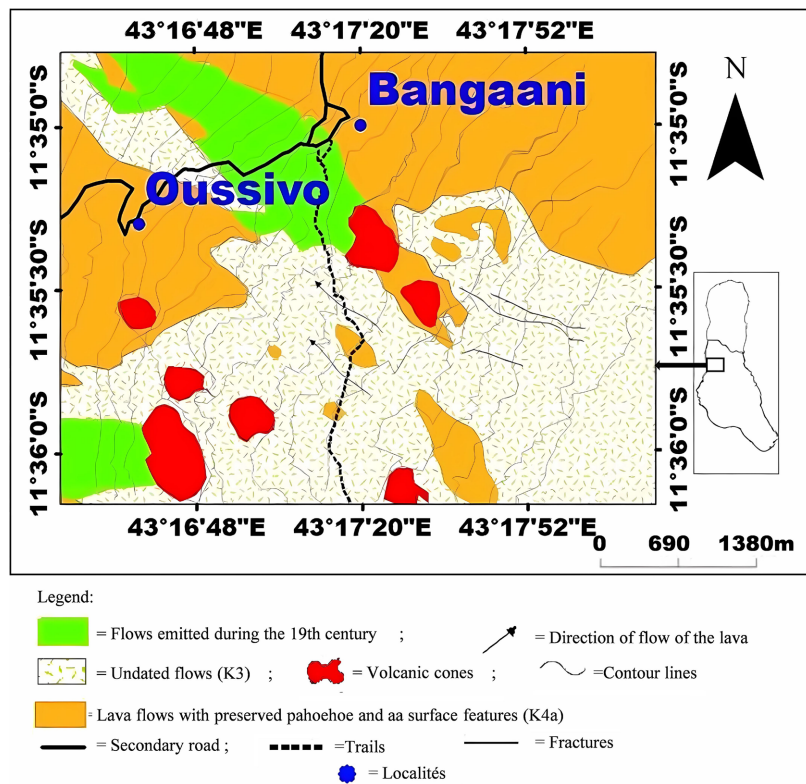 43°16'48"E 43°17'20"E 43°17'52"E
11°35'0"S
11°35'30"S
11°36'0"S
Bangaani
Oussivo
N
11°35'0"S
11°35'30"S
11°36'0"S
43°16'48"E 43°17'20"E 43°17'52"E
0 690 1380m
Legend:
= Flows emitted during the 19th century ;
= Direction of flow of the lava
= Undated flows (K3) ;
= Volcanic cones ;
=Contour lines
= Lava flows with preserved pahoehoe and aa surface features (K4a)
= Secondary road ;
=Trails
= Fractures
= Localités